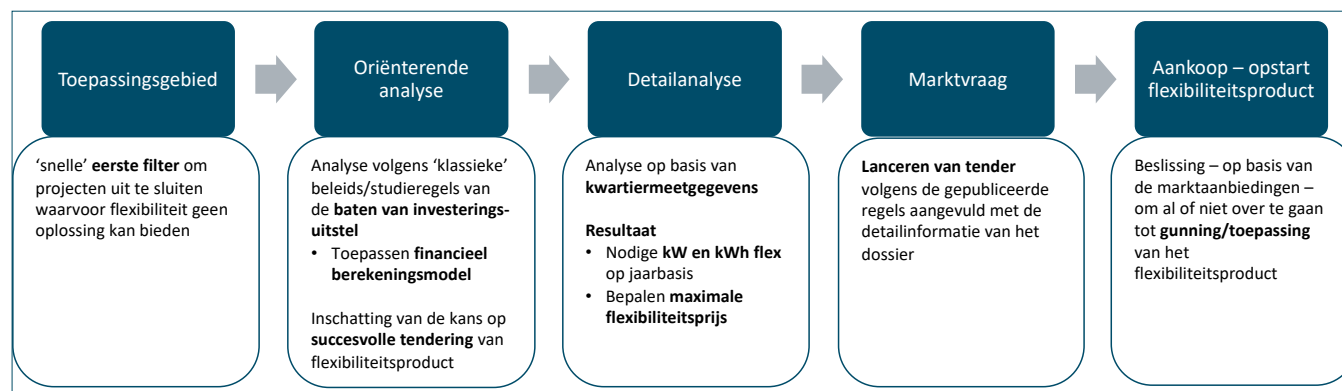 Toepassingsgebied
‘snelle’ eerste filter om
projecten uit te sluiten
waarvoor flexibiliteit geen
oplossing kan bieden
Oriënterende
analyse
Analyse volgens ‘klassieke’
beleids/studieregels van
de baten van investerings-
uitstel
• Toepassen financieel
berekeningsmodel
Inschatting van de kans op
succesvolle tendering van
flexibiliteitsproduct
Detailanalyse
Analyse op basis van
kwartiermeetgegevens
Resultaat
• Nodige kW en kWh flex
op jaarbasis
• Bepalen maximale
flexibiliteitsprijs
Marktvraag
Lanceren van tender
volgens de gepubliceerde
regels aangevuld met de
detailinformatie van het
dossier
Aankoop – opstart
flexibiliteitsproduct
Beslissing – op basis van
de marktaanbiedingen –
om al of niet over te gaan
tot gunning/toepassing
van het
flexibiliteitsproduct